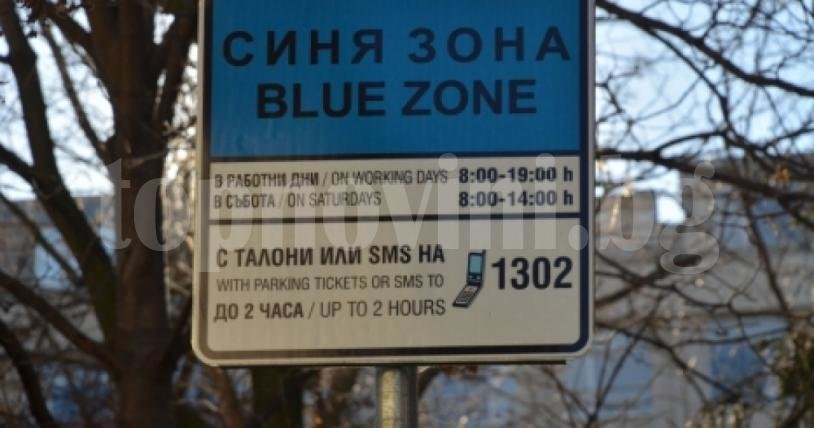 СИНЯ ЗОНА
BLUE ZONE
В РАБОТНИ ДНИ / ON WORKING DAYS 8:00-19:00 h
В СЪБОТА / ON SATURDAYS 8:00-14:00 h
С ТАЛОНИ ИЛИ SMS НА
WITH PARKING TICKETS OR SMS TO
1302
ДО 2 ЧАСА / UP TO 2 HOURS
topnovini.bg